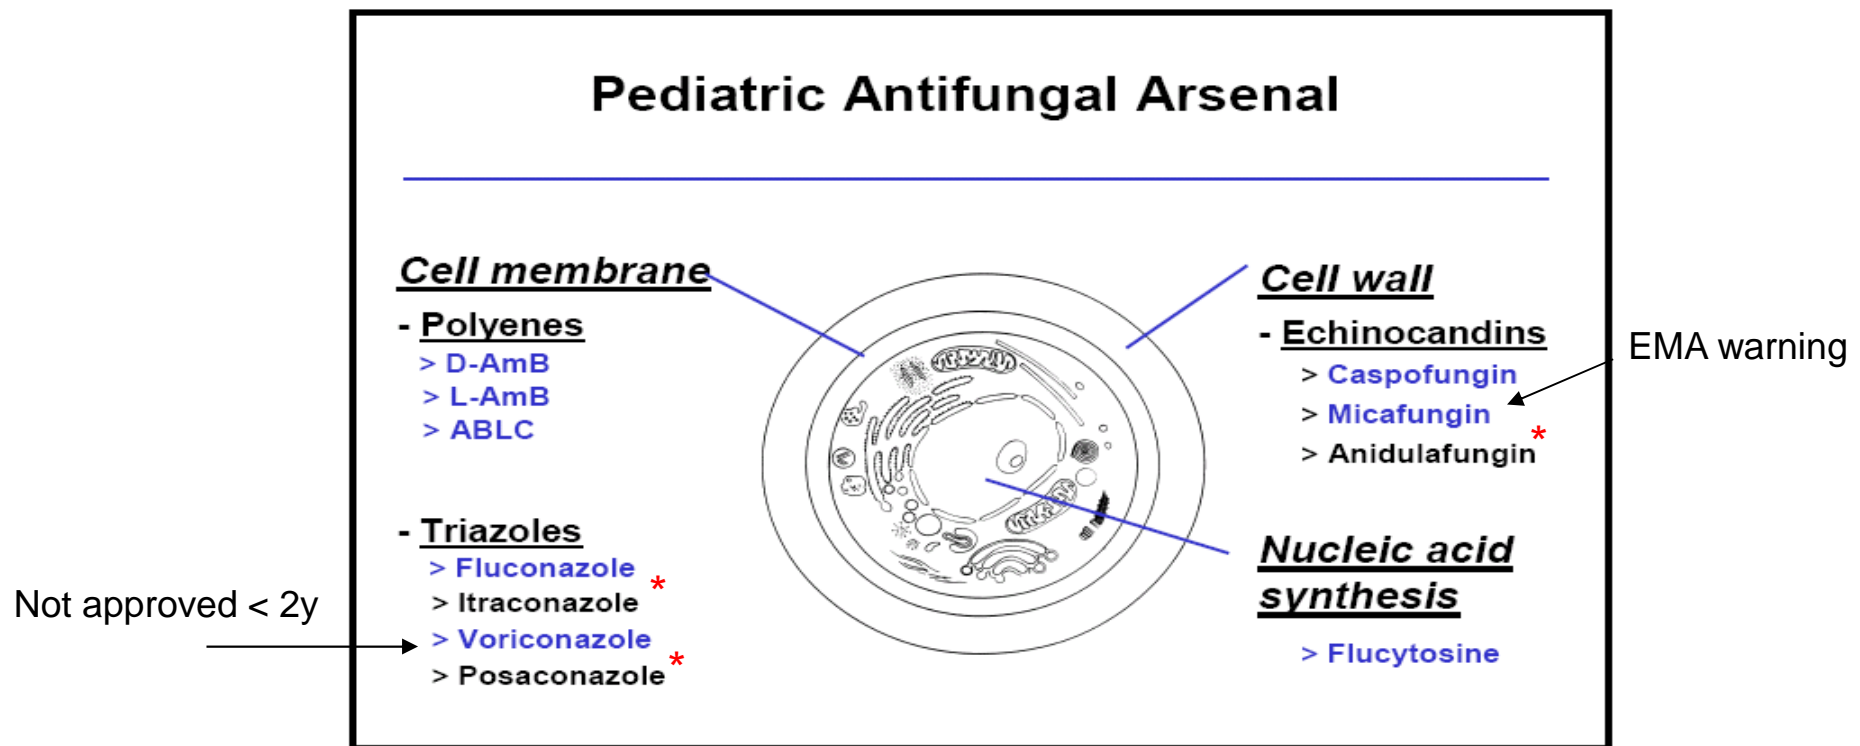 Pediatric Antifungal Arsenal
Cell membrane
- Polyenes
> D-AmB
> L-AmB
> ABLC
- Triazoles
> Fluconazole
> Itraconazole *
> Voriconazole
> Posaconazole *
Not approved < 2y
Cell wall
- Echinocandins
> Caspofungin
> Micafungin
> Anidulafungin *
EMA warning
Nucleic acid
synthesis
> Flucytosine